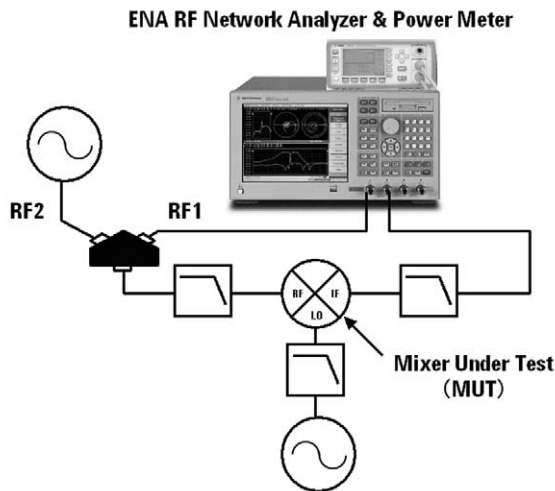 ENA RF Network Analyzer & Power Meter
RF2
RF1
RF
IF
LO
Mixer Under Test
(MUT)